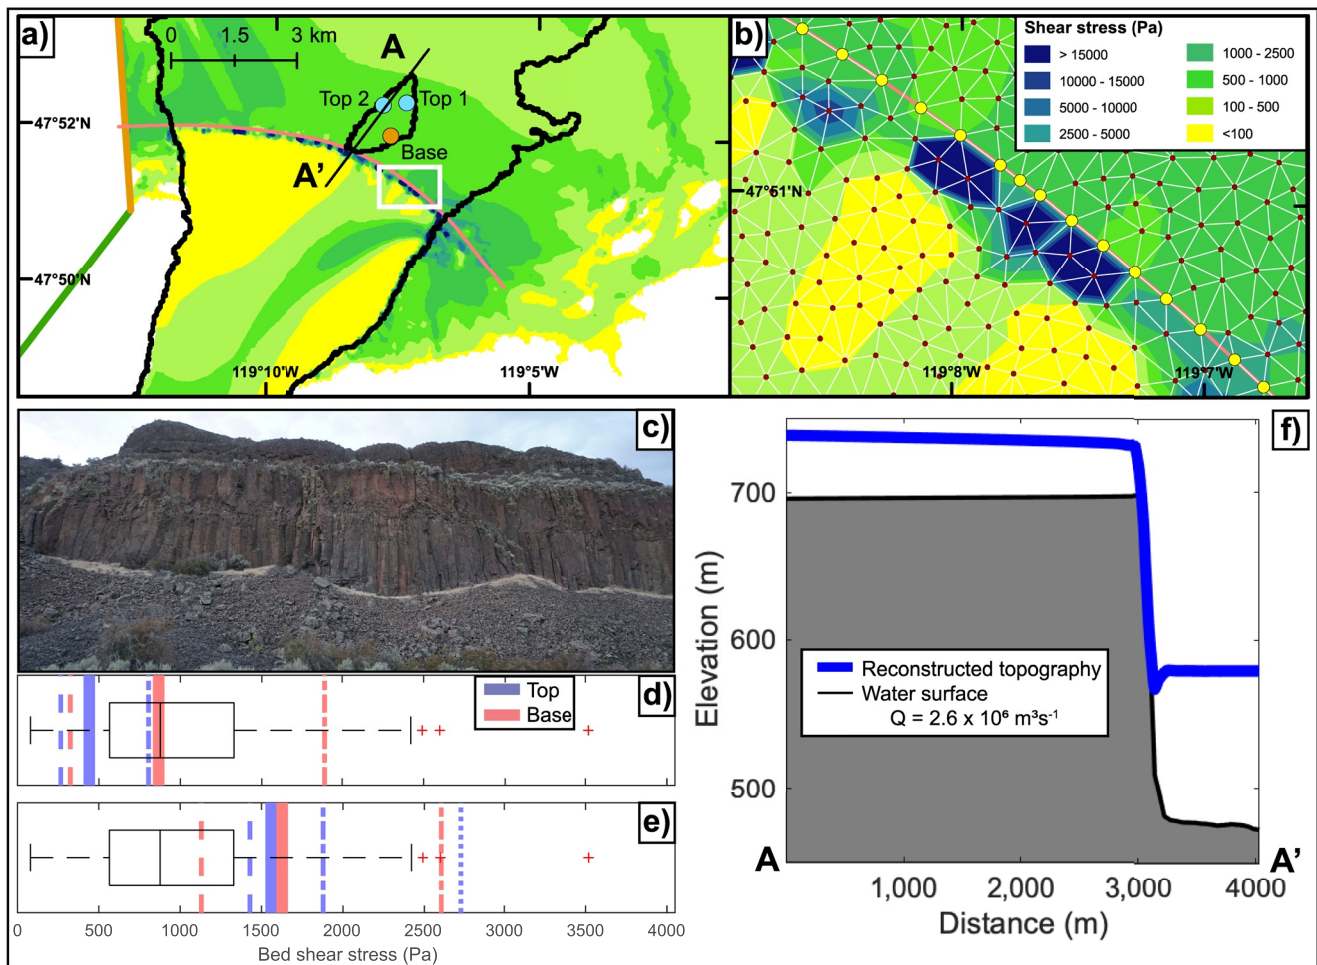 a)
0 1.5 3 km
A
Top 2
Top 1
47°52'N
Base
A'
47°50'N
119°10'W
119°5'W
b)
Shear stress (Pa)
> 15000
10000 - 15000
5000 - 10000
2500 - 5000
1000 - 2500
500 - 1000
100 - 500
<100
47°51'N
119°8'W
119°7'W
c)
d)
Top
Base
e)
0 500 1000 1500 2000 2500 3000 3500 4000
Bed shear stress (Pa)
f)
700
600
500
Elevation (m)
Reconstructed topography
Water surface
Q = 2.6 x 10⁶ m³s⁻¹
A
A'
1,000 2,000 3,000 4000
Distance (m)